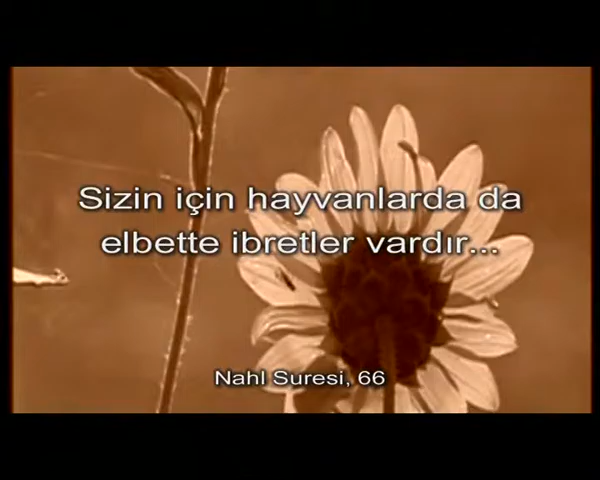 Sizin için hayvanlarda da
elbette ibretler vardır...
Nahl Suresi, 66